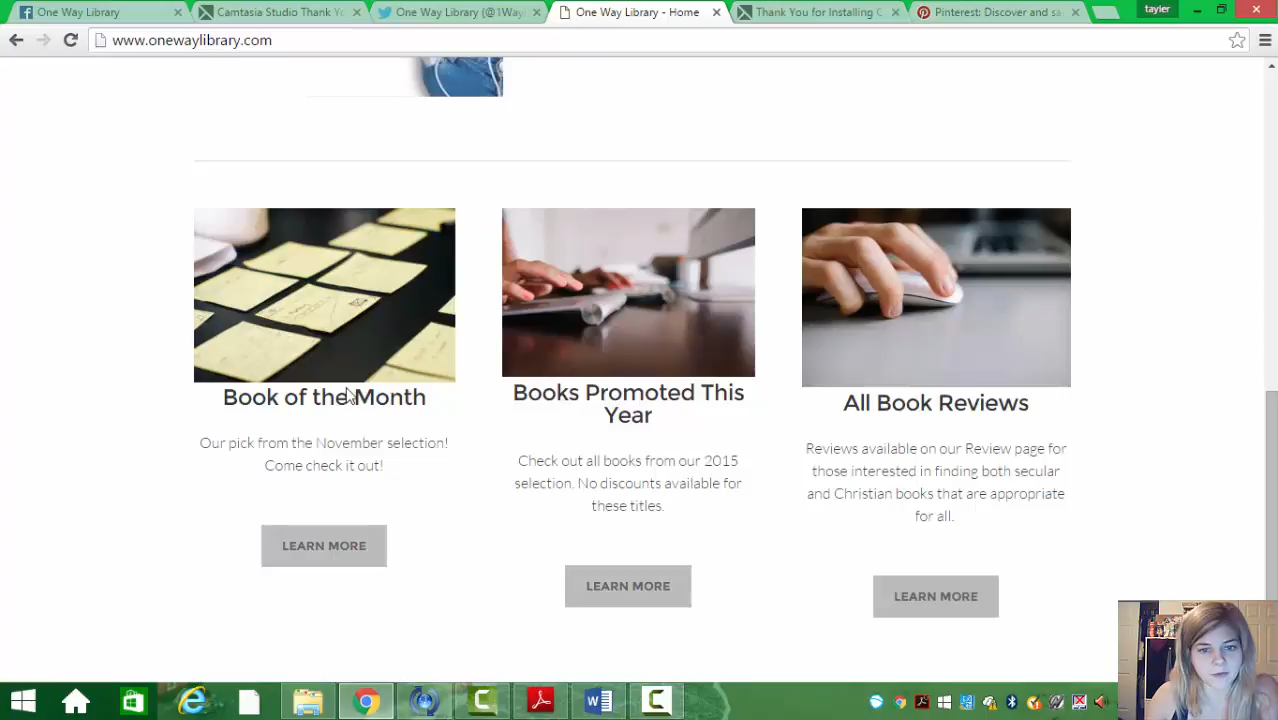 One Way Library
Camtasia Studio Thank Y
One Way Library (@1Way
One Way Library - Home
Thank You for Installing C
Pinterest: Discover and sa
tayler
www.onewaylibrary.com
Book of the Month
Our pick from the November selection!
Come check it out!
LEARN MORE
Books Promoted This
Year
Check out all books from our 2015
selection. No discounts available for
these titles.
LEARN MORE
All Book Reviews
Reviews available on our Review page for
those interested in finding both secular
and Christian books that are appropriate
for all.
LEARN MORE